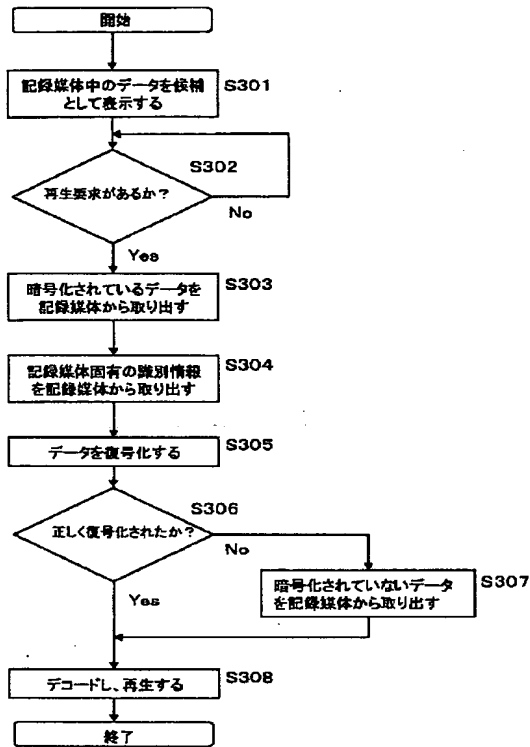 開始
記録媒体中のデータを候補
として表示する
S301
S302
再生要求があるか?
No
Yes
暗号化されているデータを
記録媒体から取り出す
S303
記録媒体固有の識別情報
を記録媒体から取り出す
S304
データを復号化する
S305
S306
正しく復号化されたか?
No
Yes
暗号化されていないデータ
を記録媒体から取り出す
S307
デコードし、再生する
S308
終了